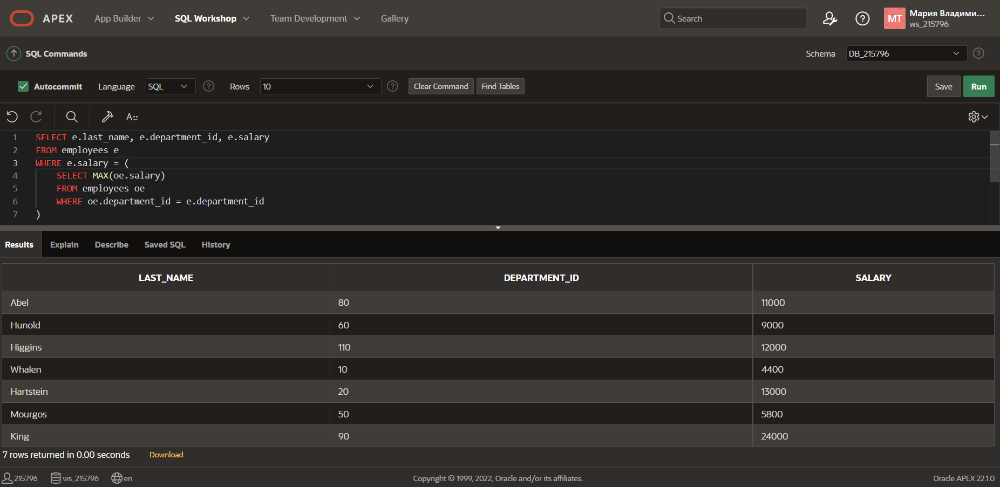 APEX App Builder SQL Workshop Team Development Gallery Search MT Мария Владими...
ws_215796
SQL Commands Schema DB_215796
Autocommit Language SQL Rows 10 Clear Command Find Tables Save Run
A
1 SELECT e.last_name, e.department_id, e.salary
2 FROM employees e
3 WHERE e.salary = (
4 SELECT MAX(oe.salary)
5 FROM employees oe
6 WHERE oe.department_id = e.department_id
7 )
Results Explain Describe Saved SQL History
LAST_NAME DEPARTMENT_ID SALARY
Abel 80 11000
Hunold 60 9000
Higgins 110 12000
Whalen 10 4400
Hartstein 20 13000
Mourgos 50 5800
King 90 24000
7 rows returned in 0.00 seconds Download
215796 ws_215796 en Copyright © 1999, 2022, Oracle and/or its affiliates. Oracle APEX 22.1.0